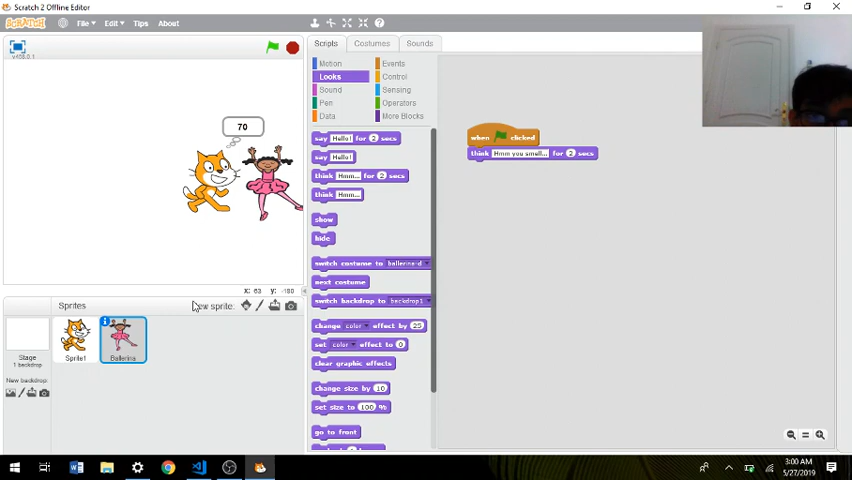 Scratch 2 Offline Editor
SCRATCH File Edit Tips About
v458.0.1
70
X: 63 y: -180
Sprites New sprite:
Stage
1 backdrop
New backdrop:
Sprite1
Ballerina
Scripts Costumes Sounds
Motion Events
Looks Control
Sound Sensing
Pen Operators
Data More Blocks
say Hello! for 2 secs
say Hello!
think Hmm... for 2 secs
think Hmm...
show
hide
switch costume to ballerina-d
next costume
switch backdrop to backdrop1
change color effect by 25
set color effect to 0
clear graphic effects
change size by 10
set size to 100 %
go to front
when clicked
think Hmm you smell... for 2 secs
3:00 AM
5/27/2019